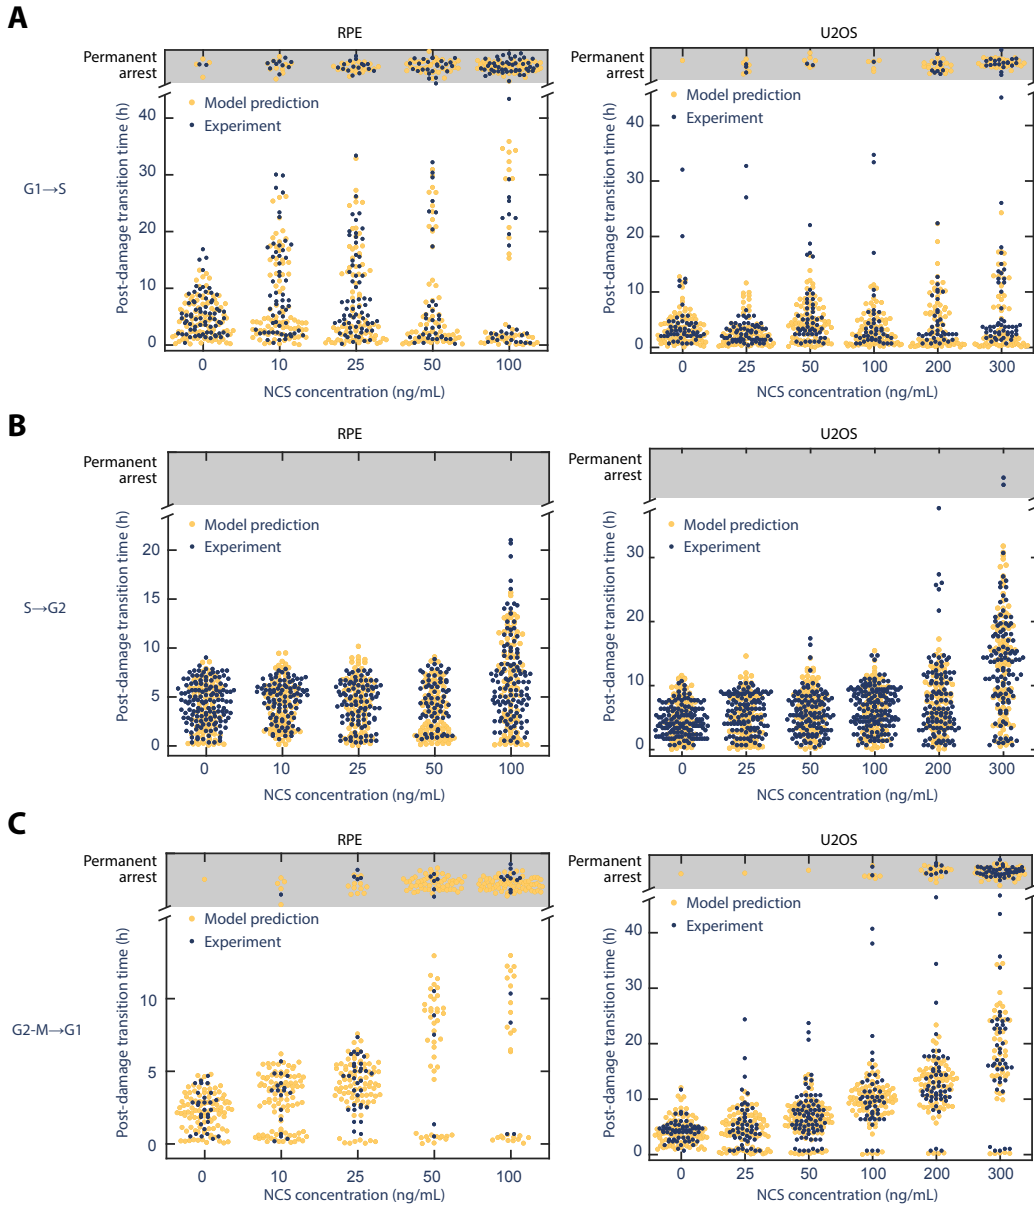 A
RPE
Permanent
arrest
Model prediction
Experiment
G1→S
Post-damage transition time (h)
40
30
20
10
0
0 10 25 50 100
NCS concentration (ng/mL)
U2OS
Permanent
arrest
Model prediction
Experiment
Post-damage transition time (h)
40
30
20
10
0
0 25 50 100 200 300
NCS concentration (ng/mL)
B
RPE
Permanent
arrest
Model prediction
Experiment
S→G2
Post-damage transition time (h)
20
15
10
5
0
0 10 25 50 100
NCS concentration (ng/mL)
U2OS
Permanent
arrest
Model prediction
Experiment
Post-damage transition time (h)
30
20
10
0
0 25 50 100 200 300
NCS concentration (ng/mL)
C
RPE
Permanent
arrest
Model prediction
Experiment
G2-M→G1
Post-damage transition time (h)
10
5
0
0 10 25 50 100
NCS concentration (ng/mL)
U2OS
Permanent
arrest
Model prediction
Experiment
Post-damage transition time (h)
40
30
20
10
0
0 25 50 100 200 300
NCS concentration (ng/mL)